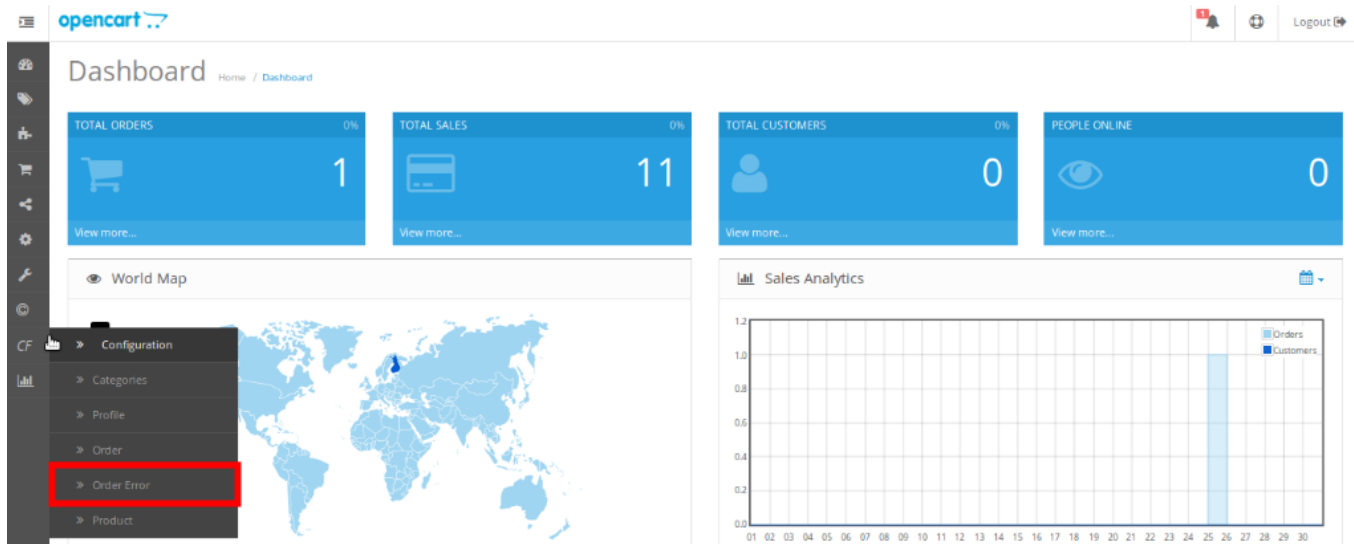 opencart
1
Logout
Dashboard
Home / Dashboard
TOTAL ORDERS 0%
1
View more...
TOTAL SALES 0%
11
View more...
TOTAL CUSTOMERS 0%
0
View more...
PEOPLE ONLINE
0
View more...
World Map
Sales Analytics
CF
» Configuration
» Categones
» Profile
» Order
» Order Error
» Product
1.2
1.0
0.8
0.6
0.4
0.2
0.0
Orders
Customers
01 02 03 04 05 06 07 08 09 10 11 12 13 14 15 16 17 18 19 20 21 22 23 24 25 26 27 28 29 30